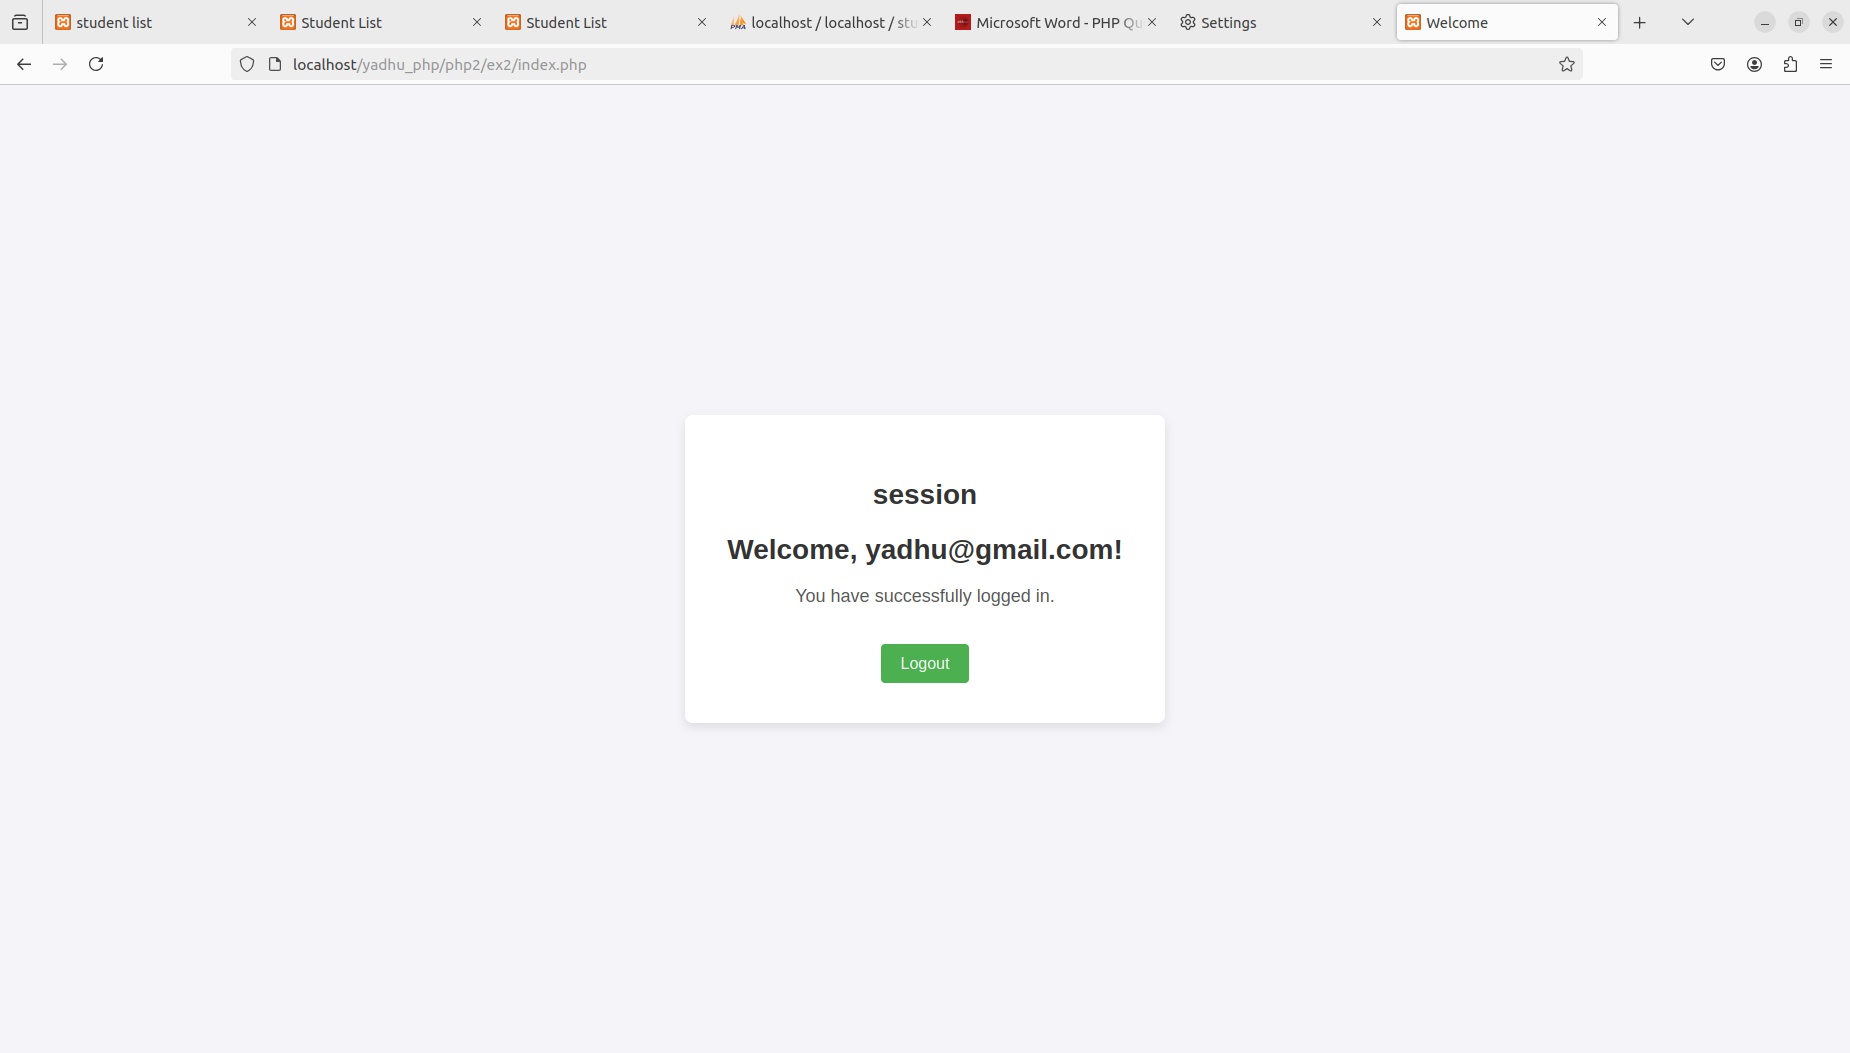 student list
Student List
Student List
localhost / localhost / stu
Microsoft Word - PHP Qu
Settings
Welcome
localhost/yadhu_php/php2/ex2/index.php
session
Welcome, yadhu@gmail.com!
You have successfully logged in.
Logout